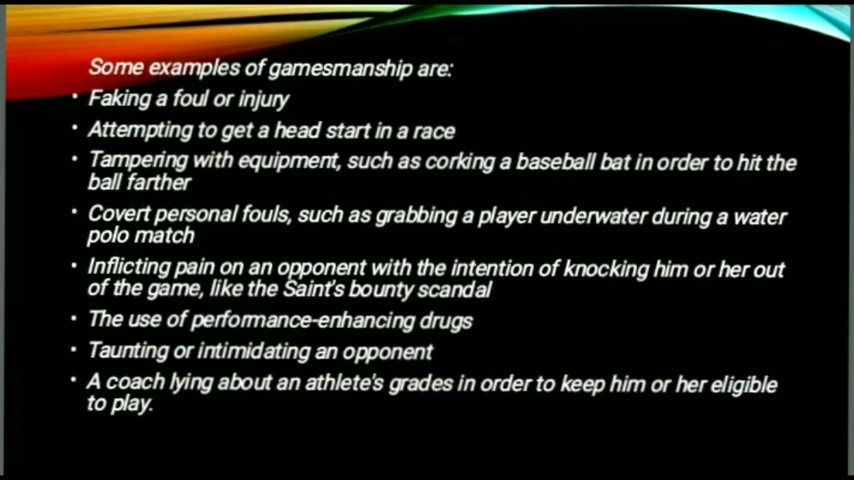 Some examples of gamesmanship are:
• Faking a foul or injury
• Attempting to get a head start in a race
• Tampering with equipment, such as corking a baseball bat in order to hit the
ball farther
• Covert personal fouls, such as grabbing a player underwater during a water
polo match
• Inflicting pain on an opponent with the intention of knocking him or her out
of the game, like the Saint's bounty scandal
• The use of performance-enhancing drugs
• Taunting or intimidating an opponent
• A coach lying about an athlete's grades in order to keep him or her eligible
to play.